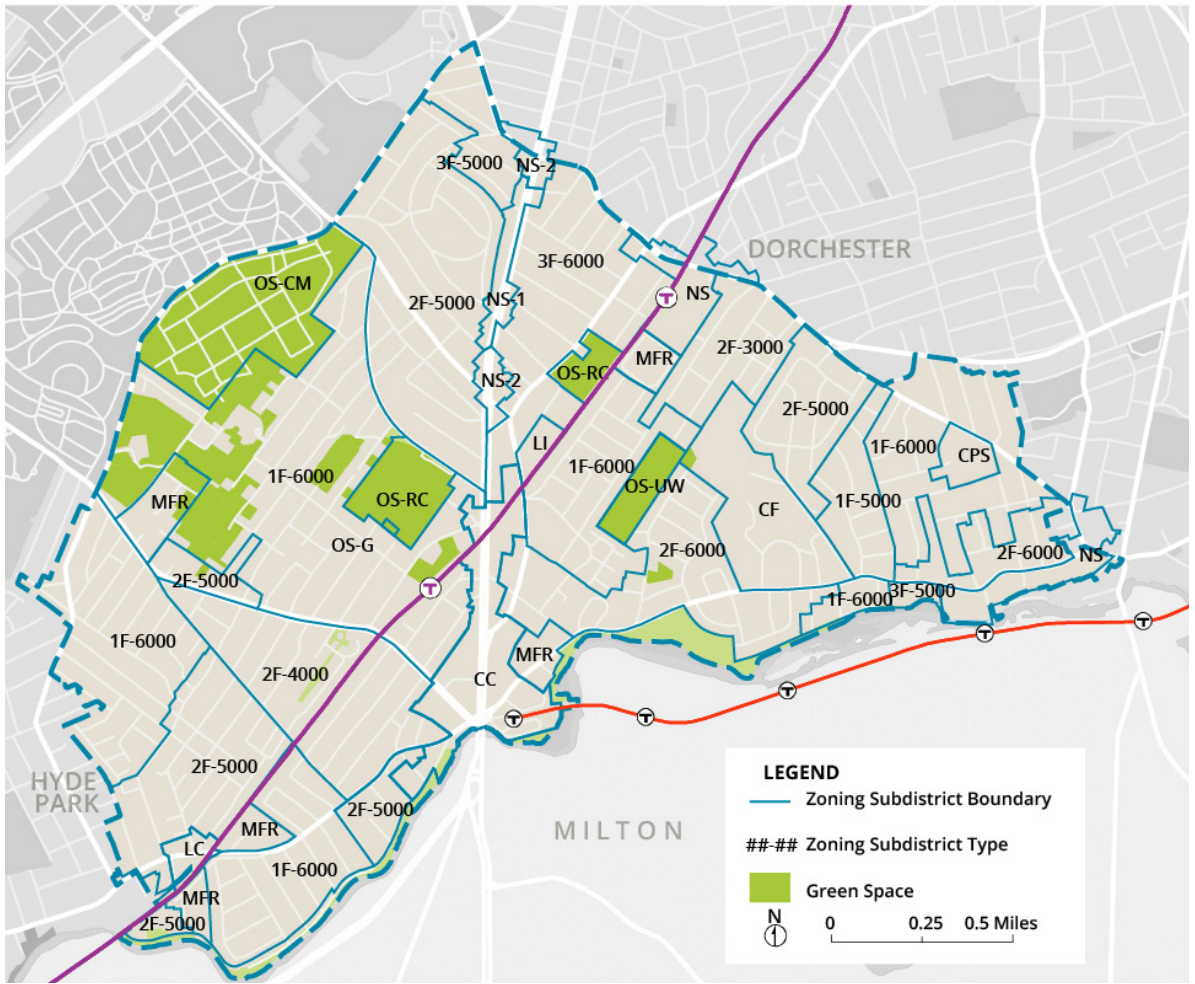 3F-5000
NS-2
DORCHESTER
3F-6000
OS-CM
NS
2F-5000
NS-1
2F-3000
MFR
OS-RC
NS-2
2F-5000
LI
1F-6000
CPS
1F-6000
1F-6000
OS-UW
MFR
OS-RC
1F-5000
CF
OS-G
2F-6000
2F-6000
NS
2F-5000
3F-5000
1F-6000
1F-6000
MFR
2F-4000
CC
T
T
T
T
T
T
T
2F-5000
HYDE
PARK
2F-5000
MFR
LC
1F-6000
MFR
2F-5000
MILTON
LEGEND
Zoning Subdistrict Boundary
##-## Zoning Subdistrict Type
Green Space
N
0 0.25 0.5 Miles